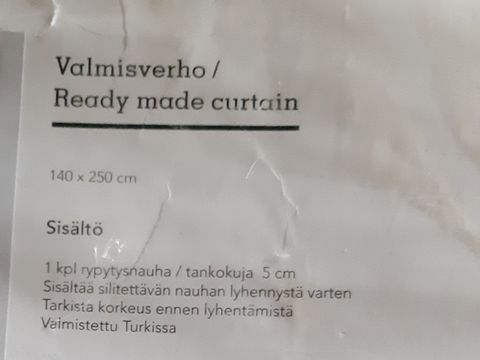 Valmisverho /
Ready made curtain
140 x 250 cm
Sisältö
1 kpl rypytysnauha / tankokuja 5 cm
Sisältää silitettävän nauhan lyhennystä varten
Tarkista korkeus ennen lyhentämistä
Valmistettu Turkissa